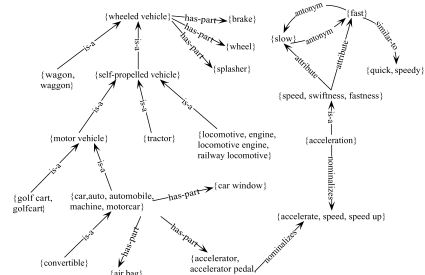 {wheeled vehicle}
has-part
{brake}
has-part
{wheel}
has-part
{splasher}
is-a
is-a
{wagon,
waggon}
{self-propelled vehicle}
antonym
{fast}
{slow}
antonym
similar-to
attribute
attribute
{quick, speedy}
{speed, swiftness, fastness}
is-a
is-a
is-a
{motor vehicle}
{tractor}
{locomotive, engine,
locomotive engine,
railway locomotive}
is-a
{acceleration}
is-a
is-a
nominalizes
{golf cart,
golfcart}
{car,auto, automobile,
machine, motorcar}
has-part
{car window}
{accelerate, speed, speed up}
is-a
has-part
has-part
nominalizes
{convertible}
{air bag}
{accelerator,
accelerator pedal,